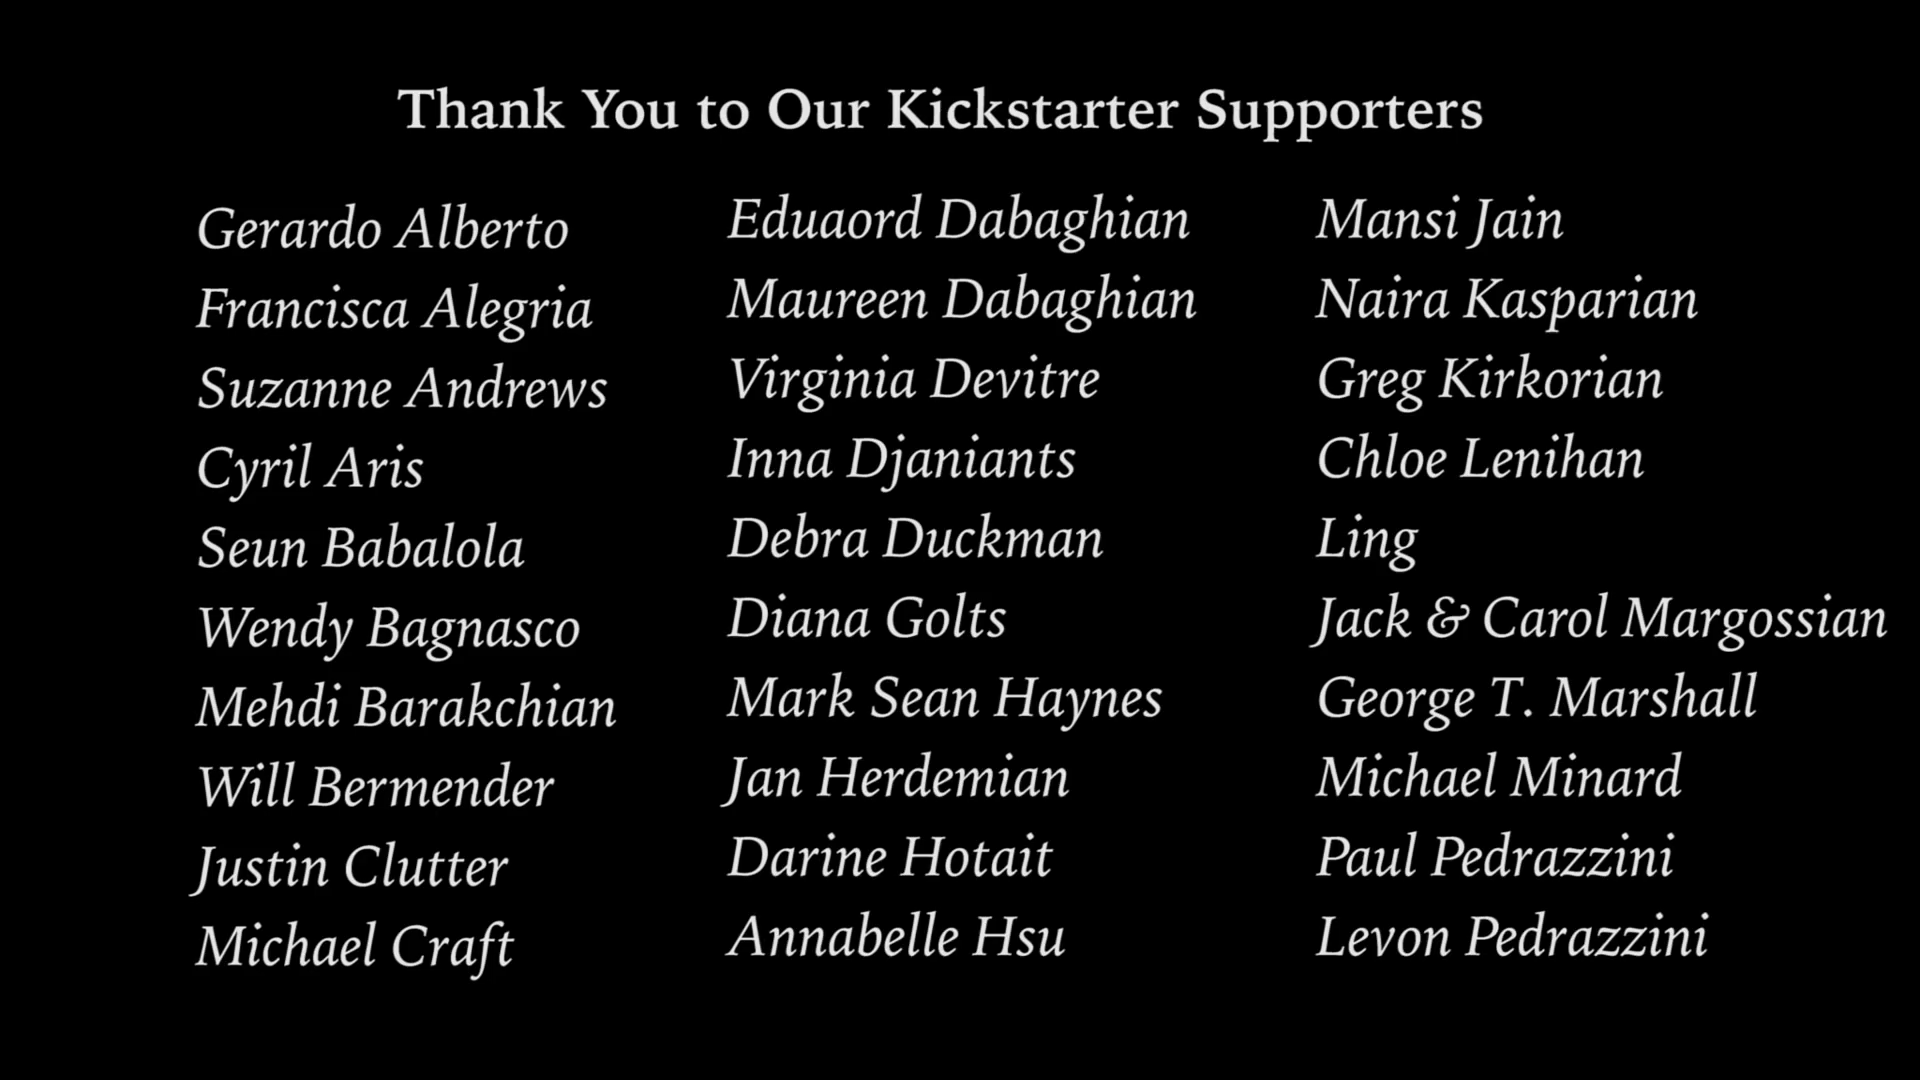 Thank You to Our Kickstarter Supporters
Gerardo Alberto
Francisca Alegria
Suzanne Andrews
Cyril Aris
Seun Babalola
Wendy Bagnasco
Mehdi Barakchian
Will Bermender
Justin Clutter
Michael Craft
Eduaord Dabaghian
Maureen Dabaghian
Virginia Devitre
Inna Djaniants
Debra Duckman
Diana Golts
Mark Sean Haynes
Jan Herdemian
Darine Hotait
Annabelle Hsu
Mansi Jain
Naira Kasparian
Greg Kirkorian
Chloe Lenihan
Ling
Jack & Carol Margossian
George T. Marshall
Michael Minard
Paul Pedrazzini
Levon Pedrazzini